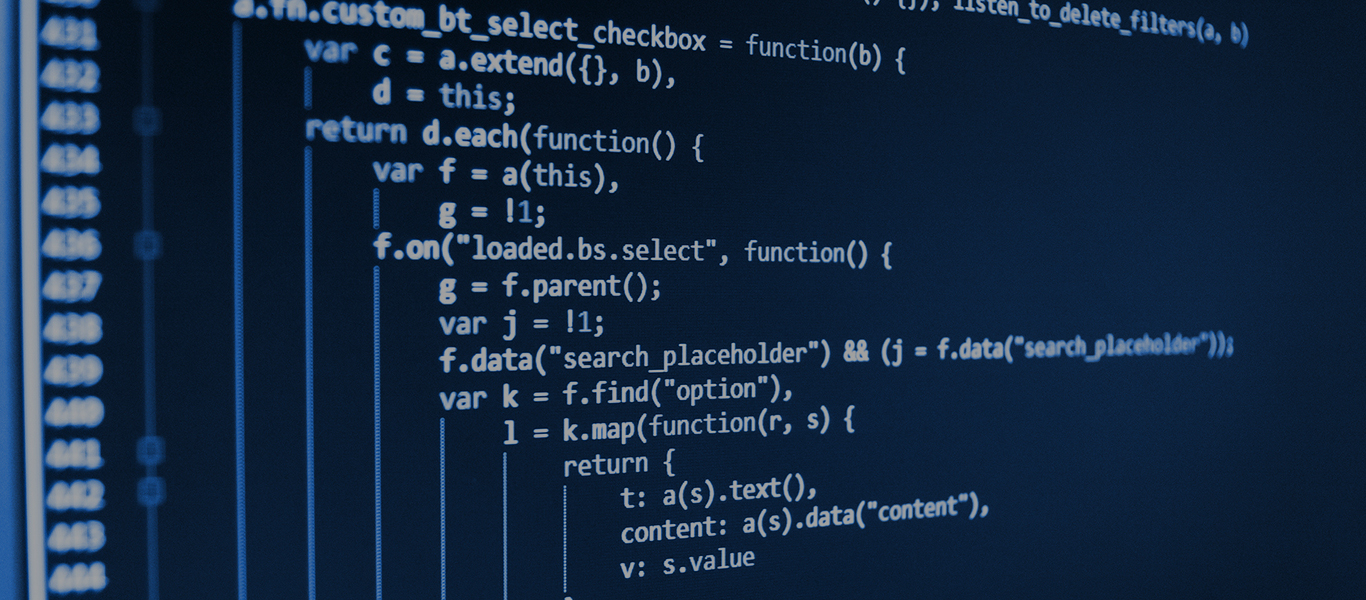 listen_to_delete_filters(a, b)
a.fn.custom_bt_select_checkbox = function(b) {
var c = a.extend({}, b),
d = this;
return d.each(function() {
var f = a(this),
g = !1;
f.on("loaded.bs.select", function() {
g = f.parent();
var j = !1;
f.data("search_placeholder") && (j = f.data("search_placeholder"));
var k = f.find("option"),
l = k.map(function(r, s) {
return {
t: a(s).text(),
content: a(s).data("content"),
v: s.value
431
432
433
434
435
436
437
438
439
440
441
442
443
444